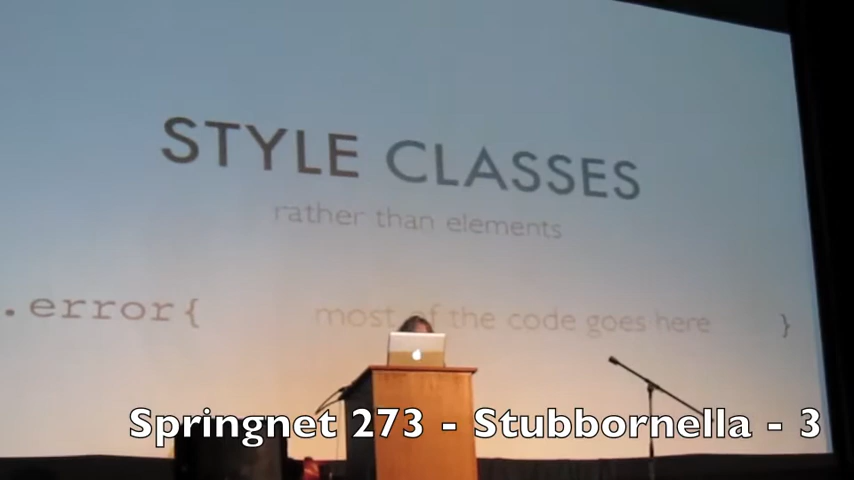 STYLE CLASSES
rather than elements
.error{ most of the code goes here }
Springnet 273 - Stubbornella - 3